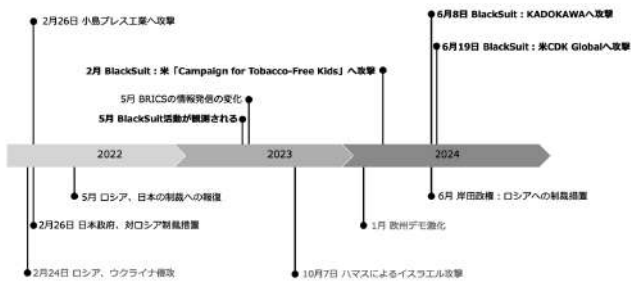 6月8日 BlackSuit：KADOKAWAへ攻撃
2月26日 小島プレス工業へ攻撃
6月19日 BlackSuit：米CDK Globalへ攻撃
2月 BlackSuit：米「Campaign for Tobacco-Free Kids」へ攻撃
5月 BRICSの情報発信の変化
5月 BlackSuit活動が観測される
2022
2023
2024
5月 ロシア、日本の制裁への報復
6月 岸田政権：ロシアへの制裁措置
2月26日 日本政府、対ロシア制裁措置
1月 欧州デモ激化
2月24日 ロシア、ウクライナ侵攻
10月7日 ハマスによるイスラエル攻撃